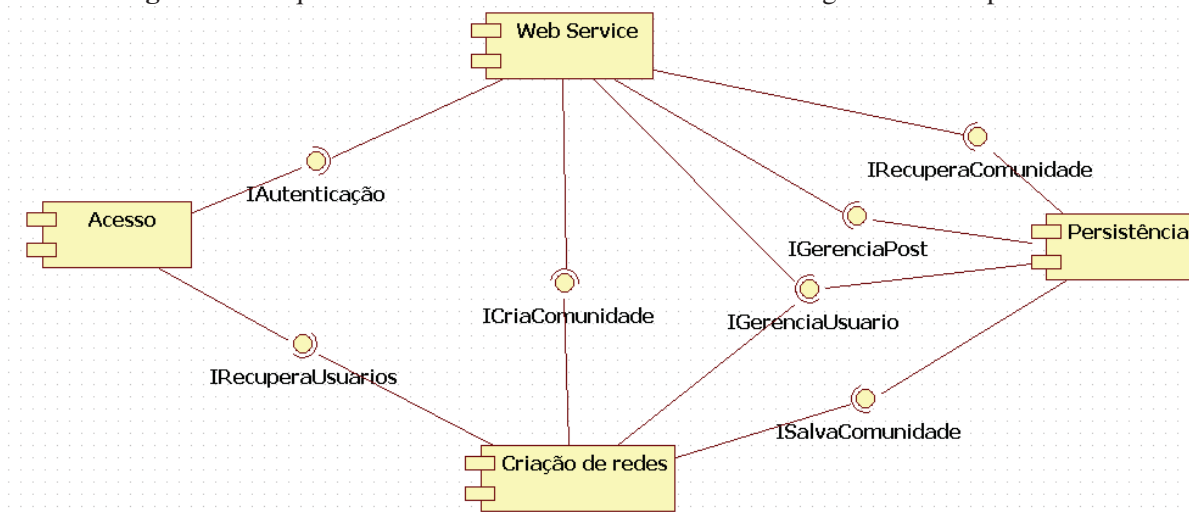 Web Service
IRecuperaComunidade
IAutenticação
Acesso
Persistência
IGerenciaPost
ICriaComunidade
IGerenciaUsuario
IRecuperaUsuarios
ISalvaComunidade
Criação de redes